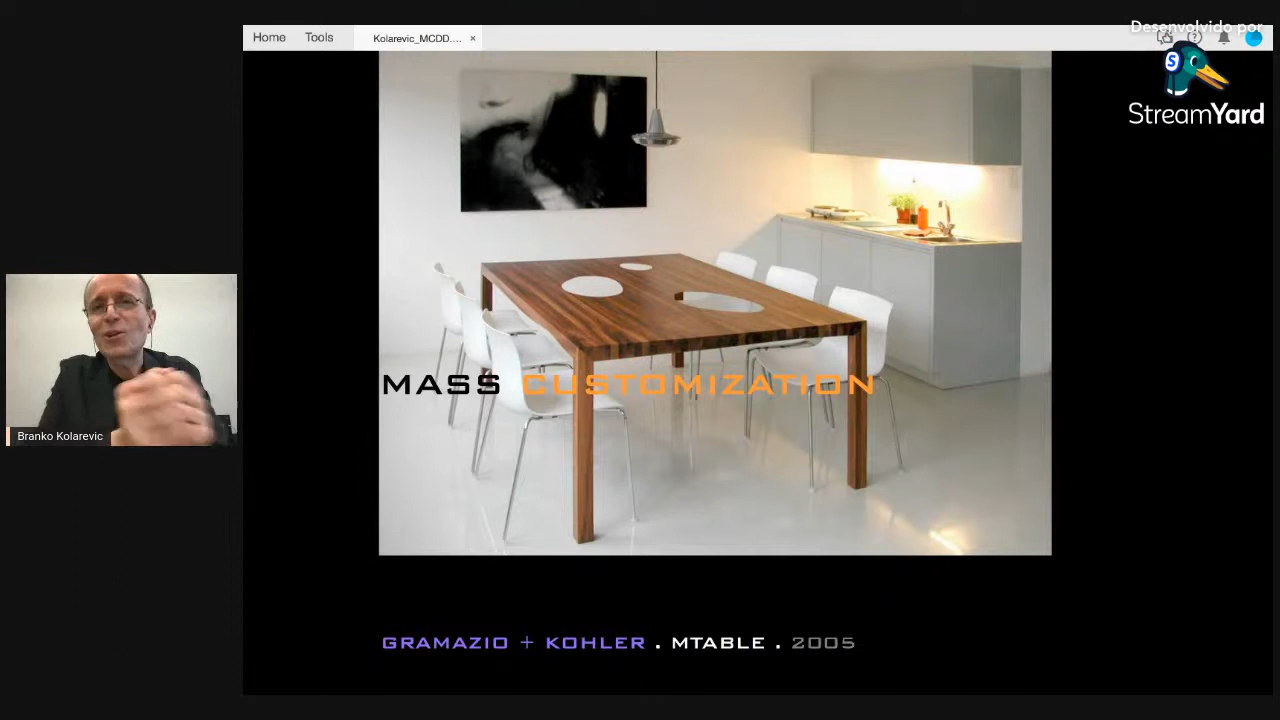 Home Tools Kolarevic_MCDD.... ×
Desenvolvido por
S
StreamYard
MASS CUSTOMIZATION
Branko Kolarevic
GRAMAZIO + KOHLER . MTABLE . 2005